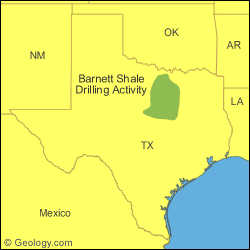 OK
NM
AR
Barnett Shale
Drilling Activity
LA
TX
Mexico
© Geology.com